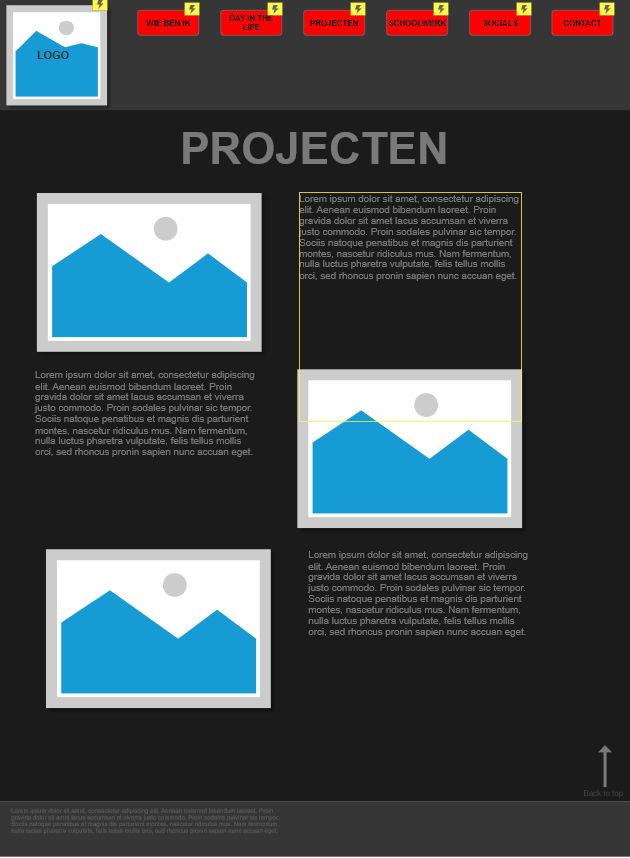 LOGO
WIE BEN IK
DAY IN THE
LIFE
PROJECTEN
SCHOOLWERK
SOCIALS
CONTACT
PROJECTEN
Lorem ipsum dolor sit amet, consectetur adipiscing
elit. Aenean euismod bibendum laoreet. Proin
gravida dolor sit amet lacus accumsan et viverra
justo commodo. Proin sodales pulvinar sic tempor.
Sociis natoque penatibus et magnis dis parturient
montes, nascetur ridiculus mus. Nam fermentum,
nulla luctus pharetra vulputate, felis tellus mollis
orci, sed rhoncus pronin sapien nunc accuan eget.
Lorem ipsum dolor sit amet, consectetur adipiscing
elit. Aenean euismod bibendum laoreet. Proin
gravida dolor sit amet lacus accumsan et viverra
justo commodo. Proin sodales pulvinar sic tempor.
Sociis natoque penatibus et magnis dis parturient
montes, nascetur ridiculus mus. Nam fermentum,
nulla luctus pharetra vulputate, felis tellus mollis
orci, sed rhoncus pronin sapien nunc accuan eget.
Lorem ipsum dolor sit amet, consectetur adipiscing
elit. Aenean euismod bibendum laoreet. Proin
gravida dolor sit amet lacus accumsan et viverra
justo commodo. Proin sodales pulvinar sic tempor.
Sociis natoque penatibus et magnis dis parturient
montes, nascetur ridiculus mus. Nam fermentum,
nulla luctus pharetra vulputate, felis tellus mollis
orci, sed rhoncus pronin sapien nunc accuan eget.
Back to top
Lorem ipsum dolor sit amet, consectetur adipiscing elit. Aenean euismod bibendum laoreet. Proin
gravida dolor sit amet lacus accumsan et viverra justo commodo. Proin sodales pulvinar sic tempor.
Sociis natoque penatibus et magnis dis parturient montes, nascetur ridiculus mus. Nam fermentum,
nulla luctus pharetra vulputate, felis tellus mollis orci, sed rhoncus pronin sapien nunc accuan eget.